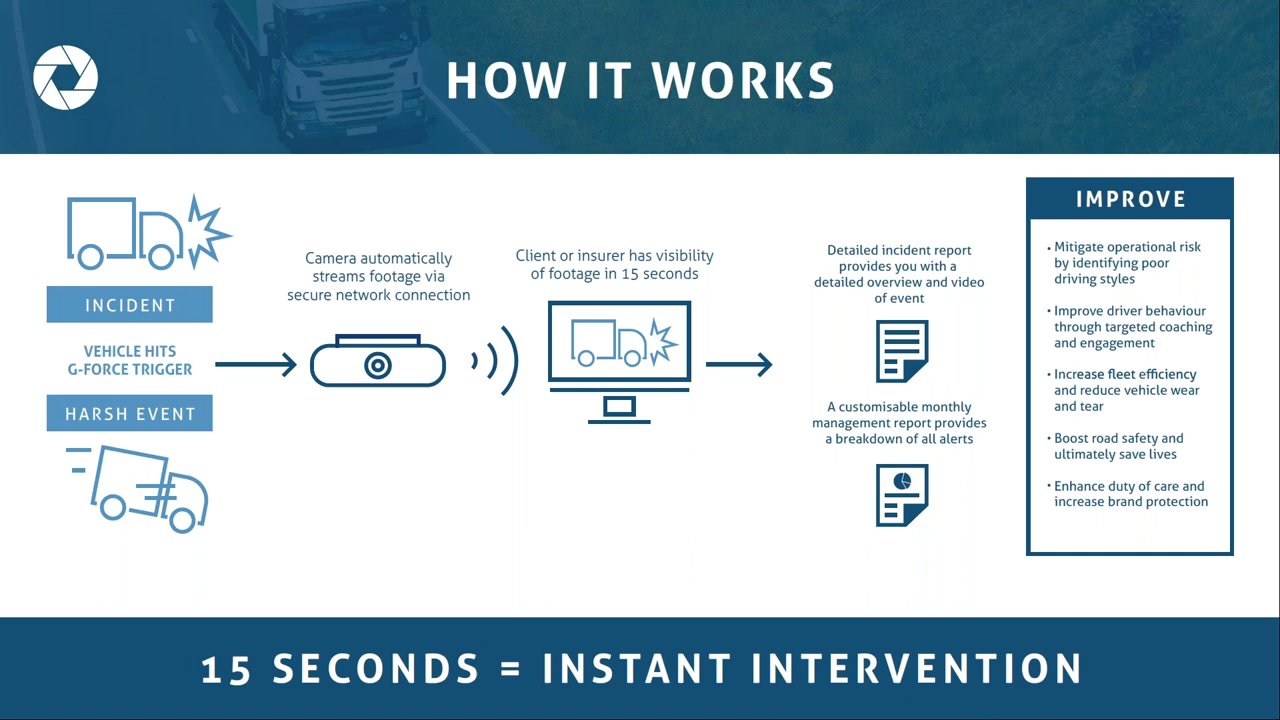 HOW IT WORKS
INCIDENT
VEHICLE HITS
G-FORCE TRIGGER
HARSH EVENT
Camera automatically
streams footage via
secure network connection
Client or insurer has visibility
of footage in 15 seconds
Detailed incident report
provides you with a
detailed overview and video
of event
A customisable monthly
management report provides
a breakdown of all alerts
IMPROVE
• Mitigate operational risk
by identifying poor
driving styles
• Improve driver behaviour
through targeted coaching
and engagement
• Increase fleet efficiency
and reduce vehicle wear
and tear
• Boost road safety and
ultimately save lives
• Enhance duty of care and
increase brand protection
15 SECONDS = INSTANT INTERVENTION